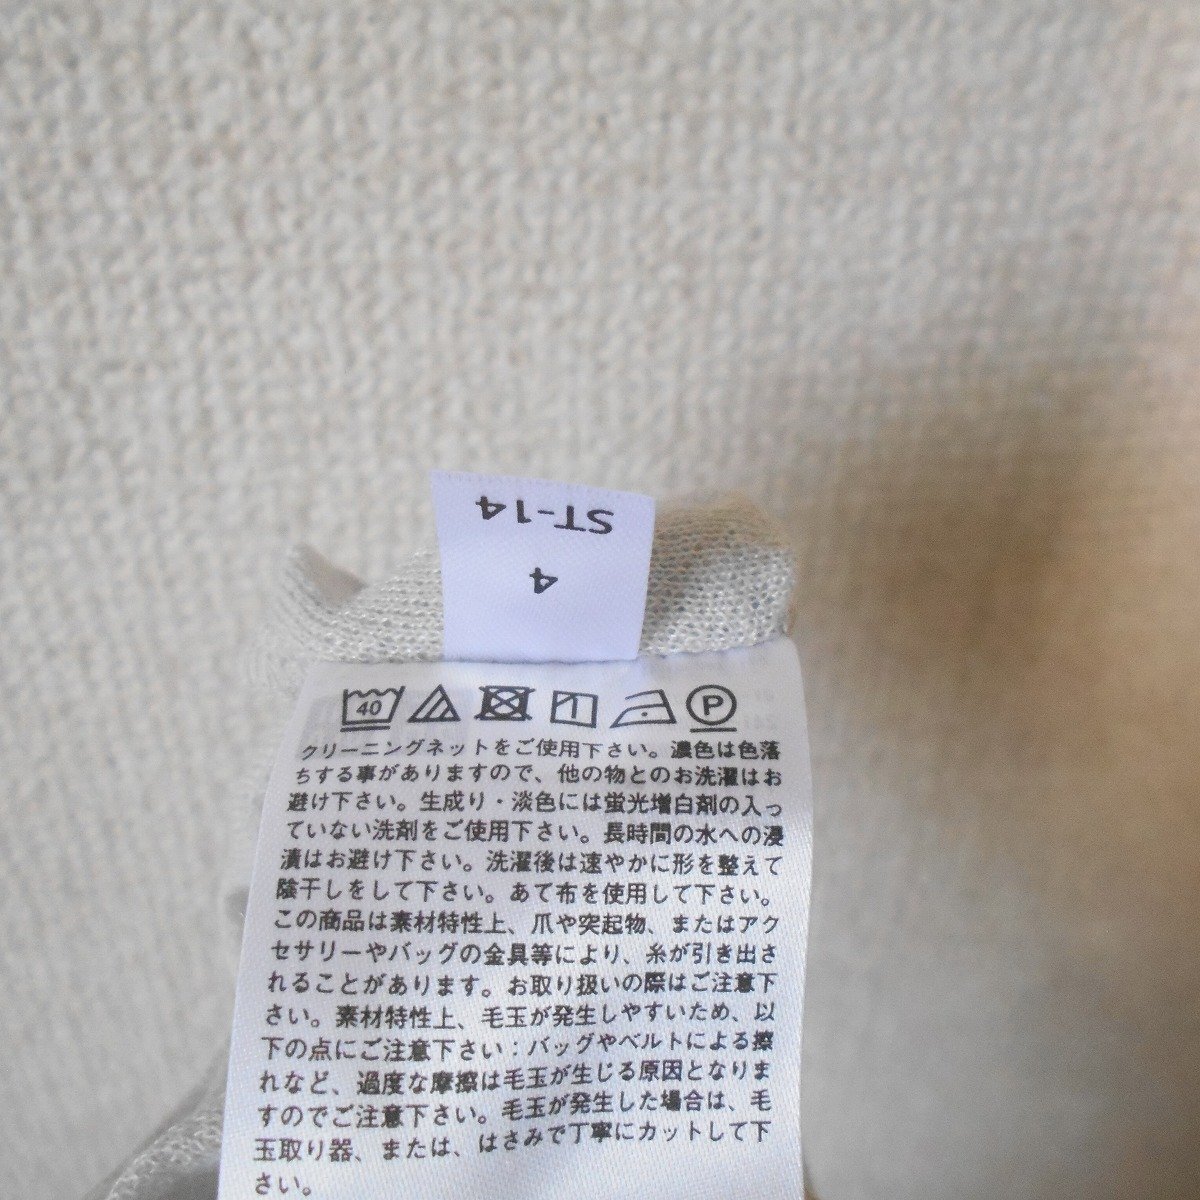 ST-14
4
40 P
クリーニングネットをご使用下さい。濃色は色落
ちする事がありますので、他の物とのお洗濯はお
避け下さい。生成り・淡色には蛍光増白剤の入っ
ていない洗剤をご使用下さい。長時間の水への浸
漬はお避け下さい。洗濯後は速やかに形を整えて
陰干しをして下さい。あて布を使用して下さい。
この商品は素材特性上、爪や突起物、またはアク
セサリーやバッグの金具等により、糸が引き出さ
れることがあります。お取り扱いの際はご注意下
さい。素材特性上、毛玉が発生しやすいため、以
下の点にご注意下さい：バッグやベルトによる擦
れなど、過度な摩擦は毛玉が生じる原因となりま
すのでご注意下さい。毛玉が発生した場合は、毛
玉取り器、または、はさみで丁寧にカットして下
さい。